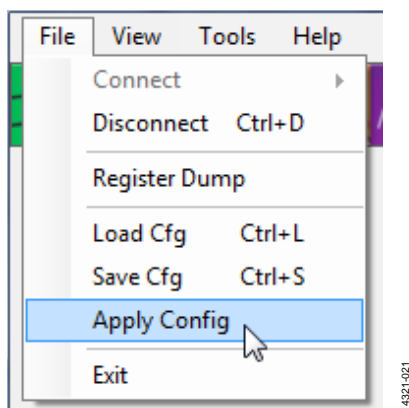 File View Tools Help
Connect
Disconnect Ctrl+D
Register Dump
Load Cfg Ctrl+L
Save Cfg Ctrl+S
Apply Config
Exit
4321-021